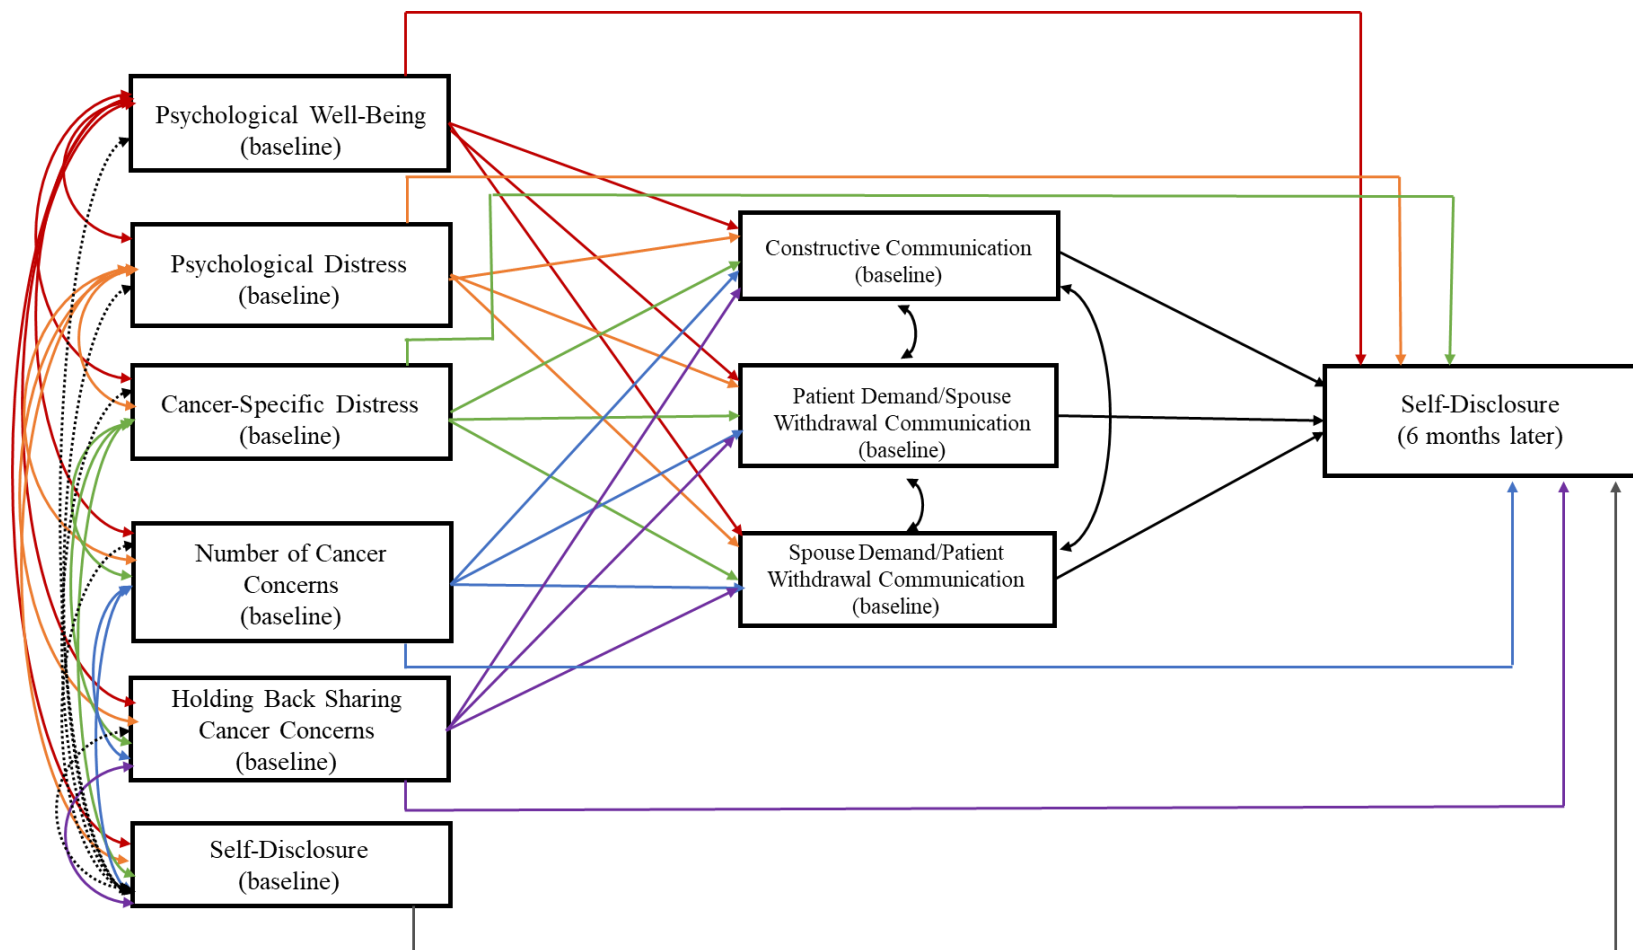 Psychological Well-Being
(baseline)
Psychological Distress
(baseline)
Cancer-Specific Distress
(baseline)
Number of Cancer
Concerns
(baseline)
Holding Back Sharing
Cancer Concerns
(baseline)
Self-Disclosure
(baseline)
Constructive Communication
(baseline)
Patient Demand/Spouse
Withdrawal Communication
(baseline)
Spouse Demand/Patient
Withdrawal Communication
(baseline)
Self-Disclosure
(6 months later)